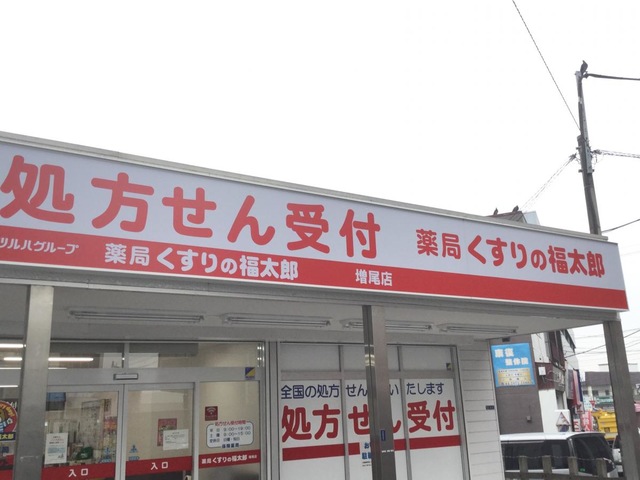 処方せん受付
薬局くすりの福太郎
ツルハグループ
薬局くすりの福太郎
増尾店
全国の処方せん
いたします
処方せん受付
入口
入口
薬局くすりの福太郎